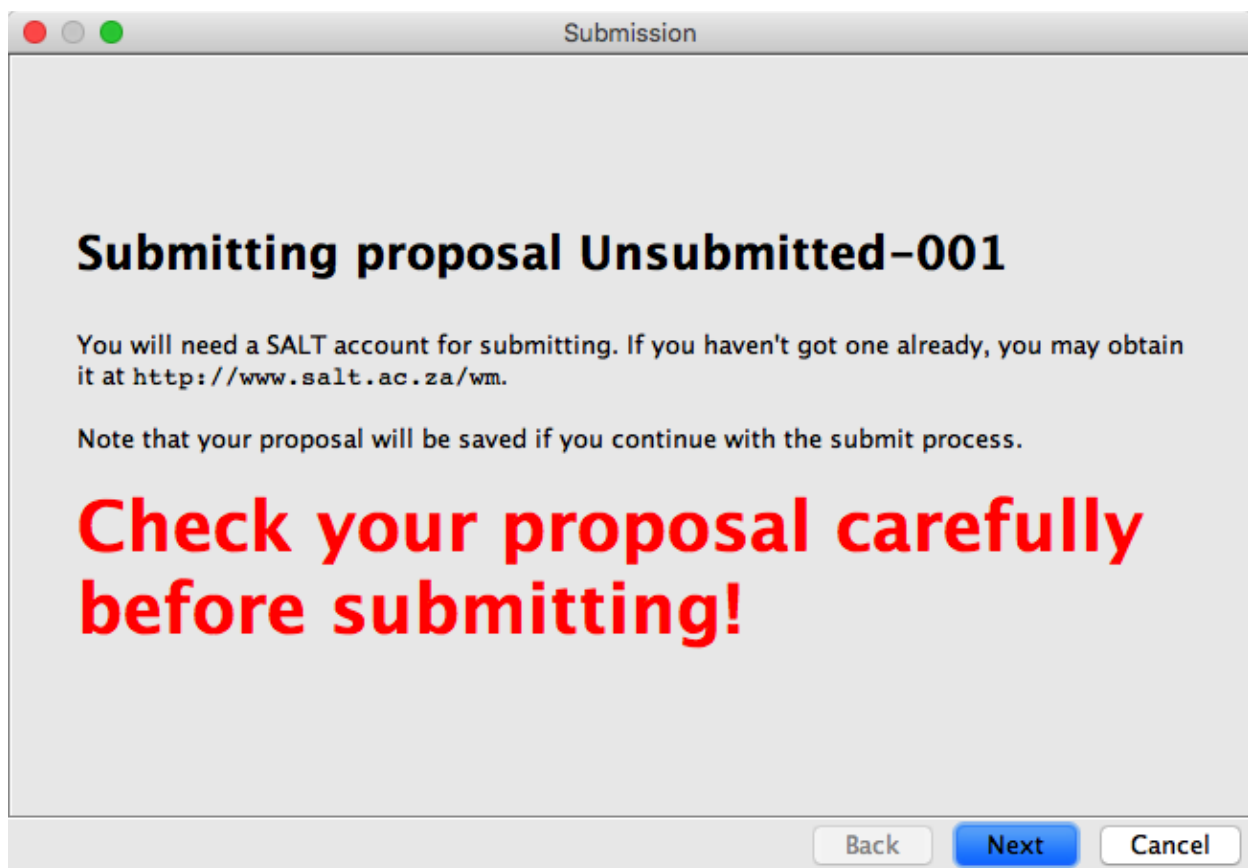 Submission
Submitting proposal Unsubmitted-001
You will need a SALT account for submitting. If you haven't got one already, you may obtain
it at http://www.salt.ac.za/wm.
Note that your proposal will be saved if you continue with the submit process.
Check your proposal carefully
before submitting!
Back Next Cancel